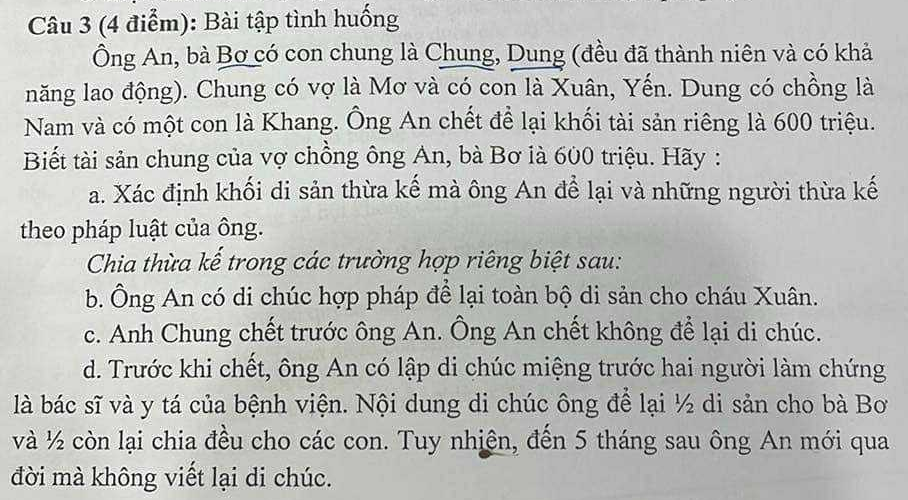 Câu 3 (4 điểm): Bài tập tình huống
Ông An, bà Bơ có con chung là Chung, Dung (đều đã thành niên và có khả
năng lao động). Chung có vợ là Mơ và có con là Xuân, Yến. Dung có chồng là
Nam và có một con là Khang. Ông An chết để lại khối tài sản riêng là 600 triệu.
Biết tài sản chung của vợ chồng ông An, bà Bơ là 600 triệu. Hãy :
a. Xác định khối di sản thừa kế mà ông An để lại và những người thừa kế
theo pháp luật của ông.
Chia thừa kế trong các trường hợp riêng biệt sau:
b. Ông An có di chúc hợp pháp để lại toàn bộ di sản cho cháu Xuân.
c. Anh Chung chết trước ông An. Ông An chết không để lại di chúc.
d. Trước khi chết, ông An có lập di chúc miệng trước hai người làm chứng
là bác sĩ và y tá của bệnh viện. Nội dung di chúc ông để lại ½ di sản cho bà Bơ
và ½ còn lại chia đều cho các con. Tuy nhiên, đến 5 tháng sau ông An mới qua
đời mà không viết lại di chúc.